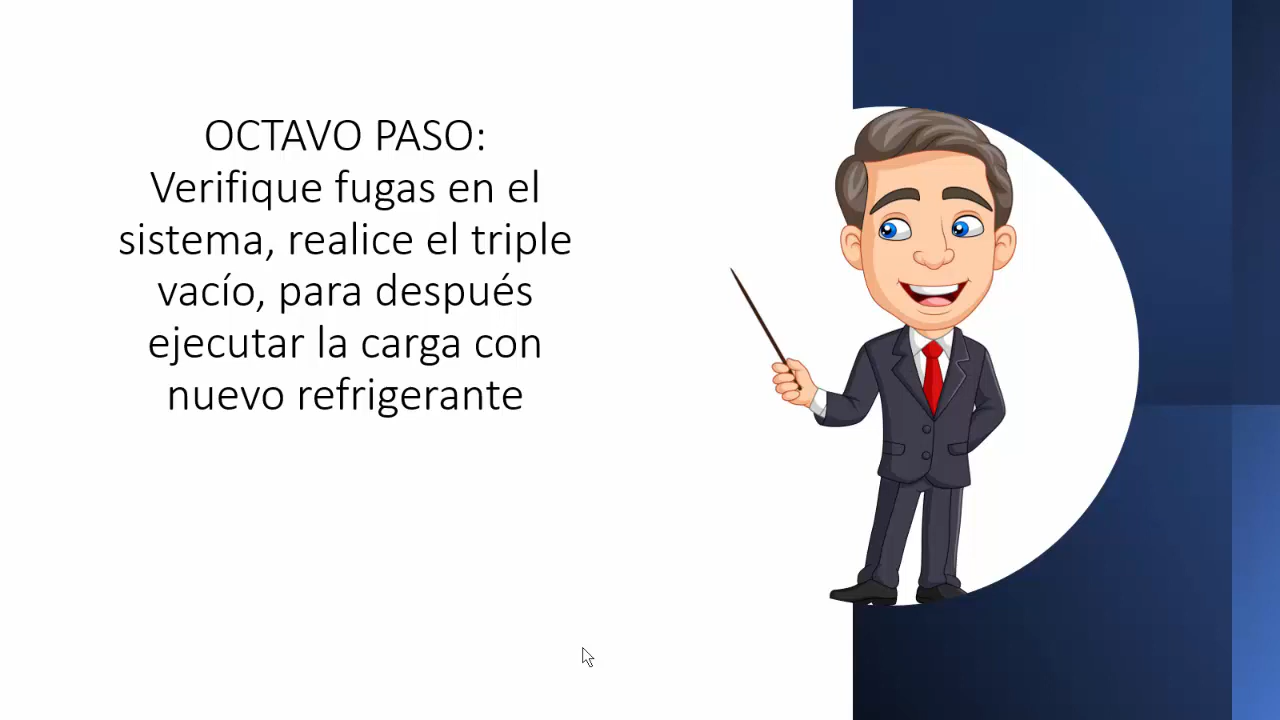 OCTAVO PASO:
Verifique fugas en el
sistema, realice el triple
vacío, para después
ejecutar la carga con
nuevo refrigerante